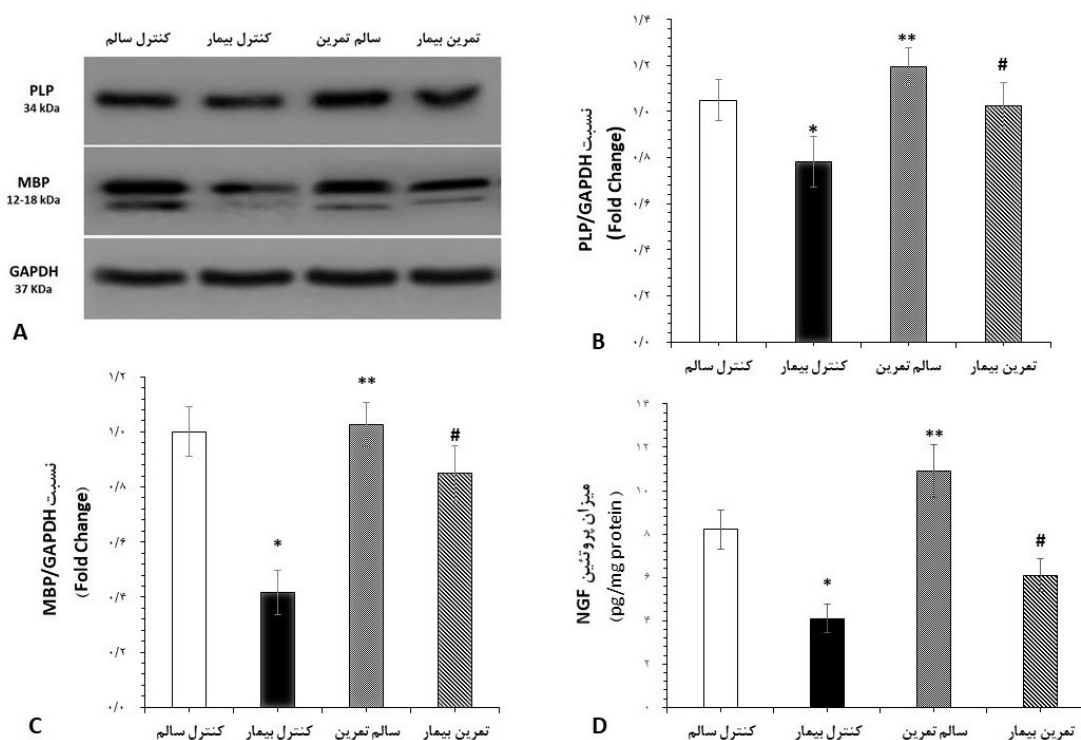 کنترل سالم
کنترل بیمار
سالم تمرین
تمرین بیمار
PLP
34 kDa
MBP
12-18 kDa
GAPDH
37 KDa
A
نسبت PLP/GAPDH
(Fold Change)
۱/۴
۱/۲
۱/۰
۰/۸
۰/۶
۰/۴
۰/۲
۰/۰
*
**
#
کنترل سالم
کنترل بیمار
سالم تمرین
تمرین بیمار
B
نسبت MBP/GAPDH
(Fold Change)
۱/۲
۱/۰
۰/۸
۰/۶
۰/۴
۰/۲
۰/۰
*
**
#
کنترل سالم
کنترل بیمار
سالم تمرین
تمرین بیمار
C
میزان پروتئین NGF
(pg/mg protein)
۱۴
۱۲
۱۰
۸
۶
۴
۲
۰
*
**
#
کنترل سالم
کنترل بیمار
سالم تمرین
تمرین بیمار
D